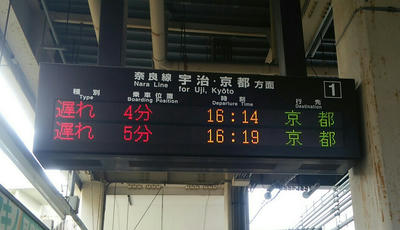 奈良線 宇治・京都 方面
Nara Line for Uji, Kyōto
1
種別 乗車位置 時刻 行先
Type Boarding Position Departure Time Destination
遅れ 4分 16:14 京都
遅れ 5分 16:19 京都